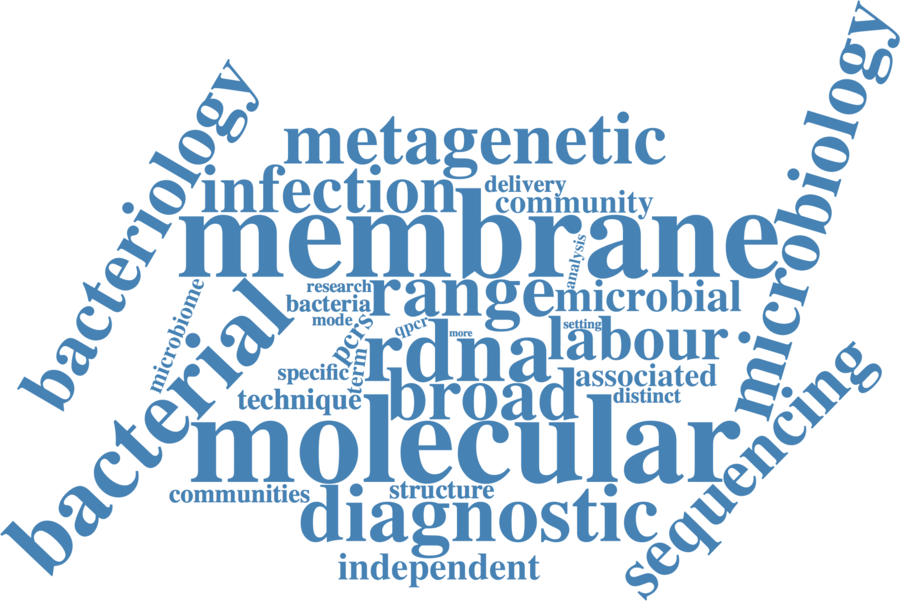 bacteriology
microbiology
metagenetic
infection
delivery
community
membrane
analysis
research
bacteria
mode
range
microbial
microbiome
bacterial
pcrs
qpcr
more
setting
rdna
labour
specific
term
technique
broad
associated
distinct
molecular
sequencing
communities
structure
diagnostic
independent